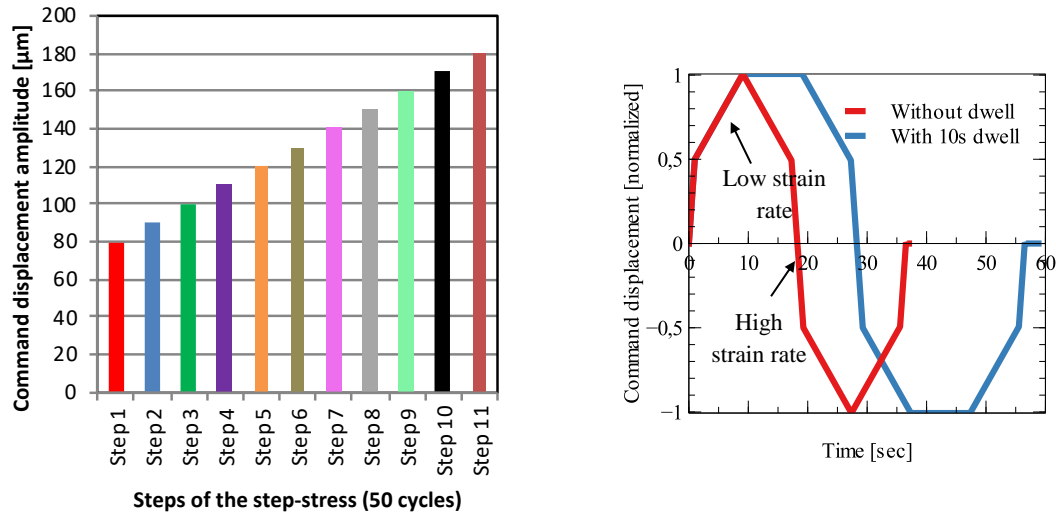 Command displacement amplitude [µm]
200
180
160
140
120
100
80
60
40
20
0
Step 1
Step 2
Step 3
Step 4
Step 5
Step 6
Step 7
Step 8
Step 9
Step 10
Step 11
Steps of the step-stress (50 cycles)
Command displacement [normalized]
1
0,5
0
−0,5
−1
Without dwell
With 10s dwell
Low strain
rate
High
strain rate
0
10
20
30
40
50
60
Time [sec]